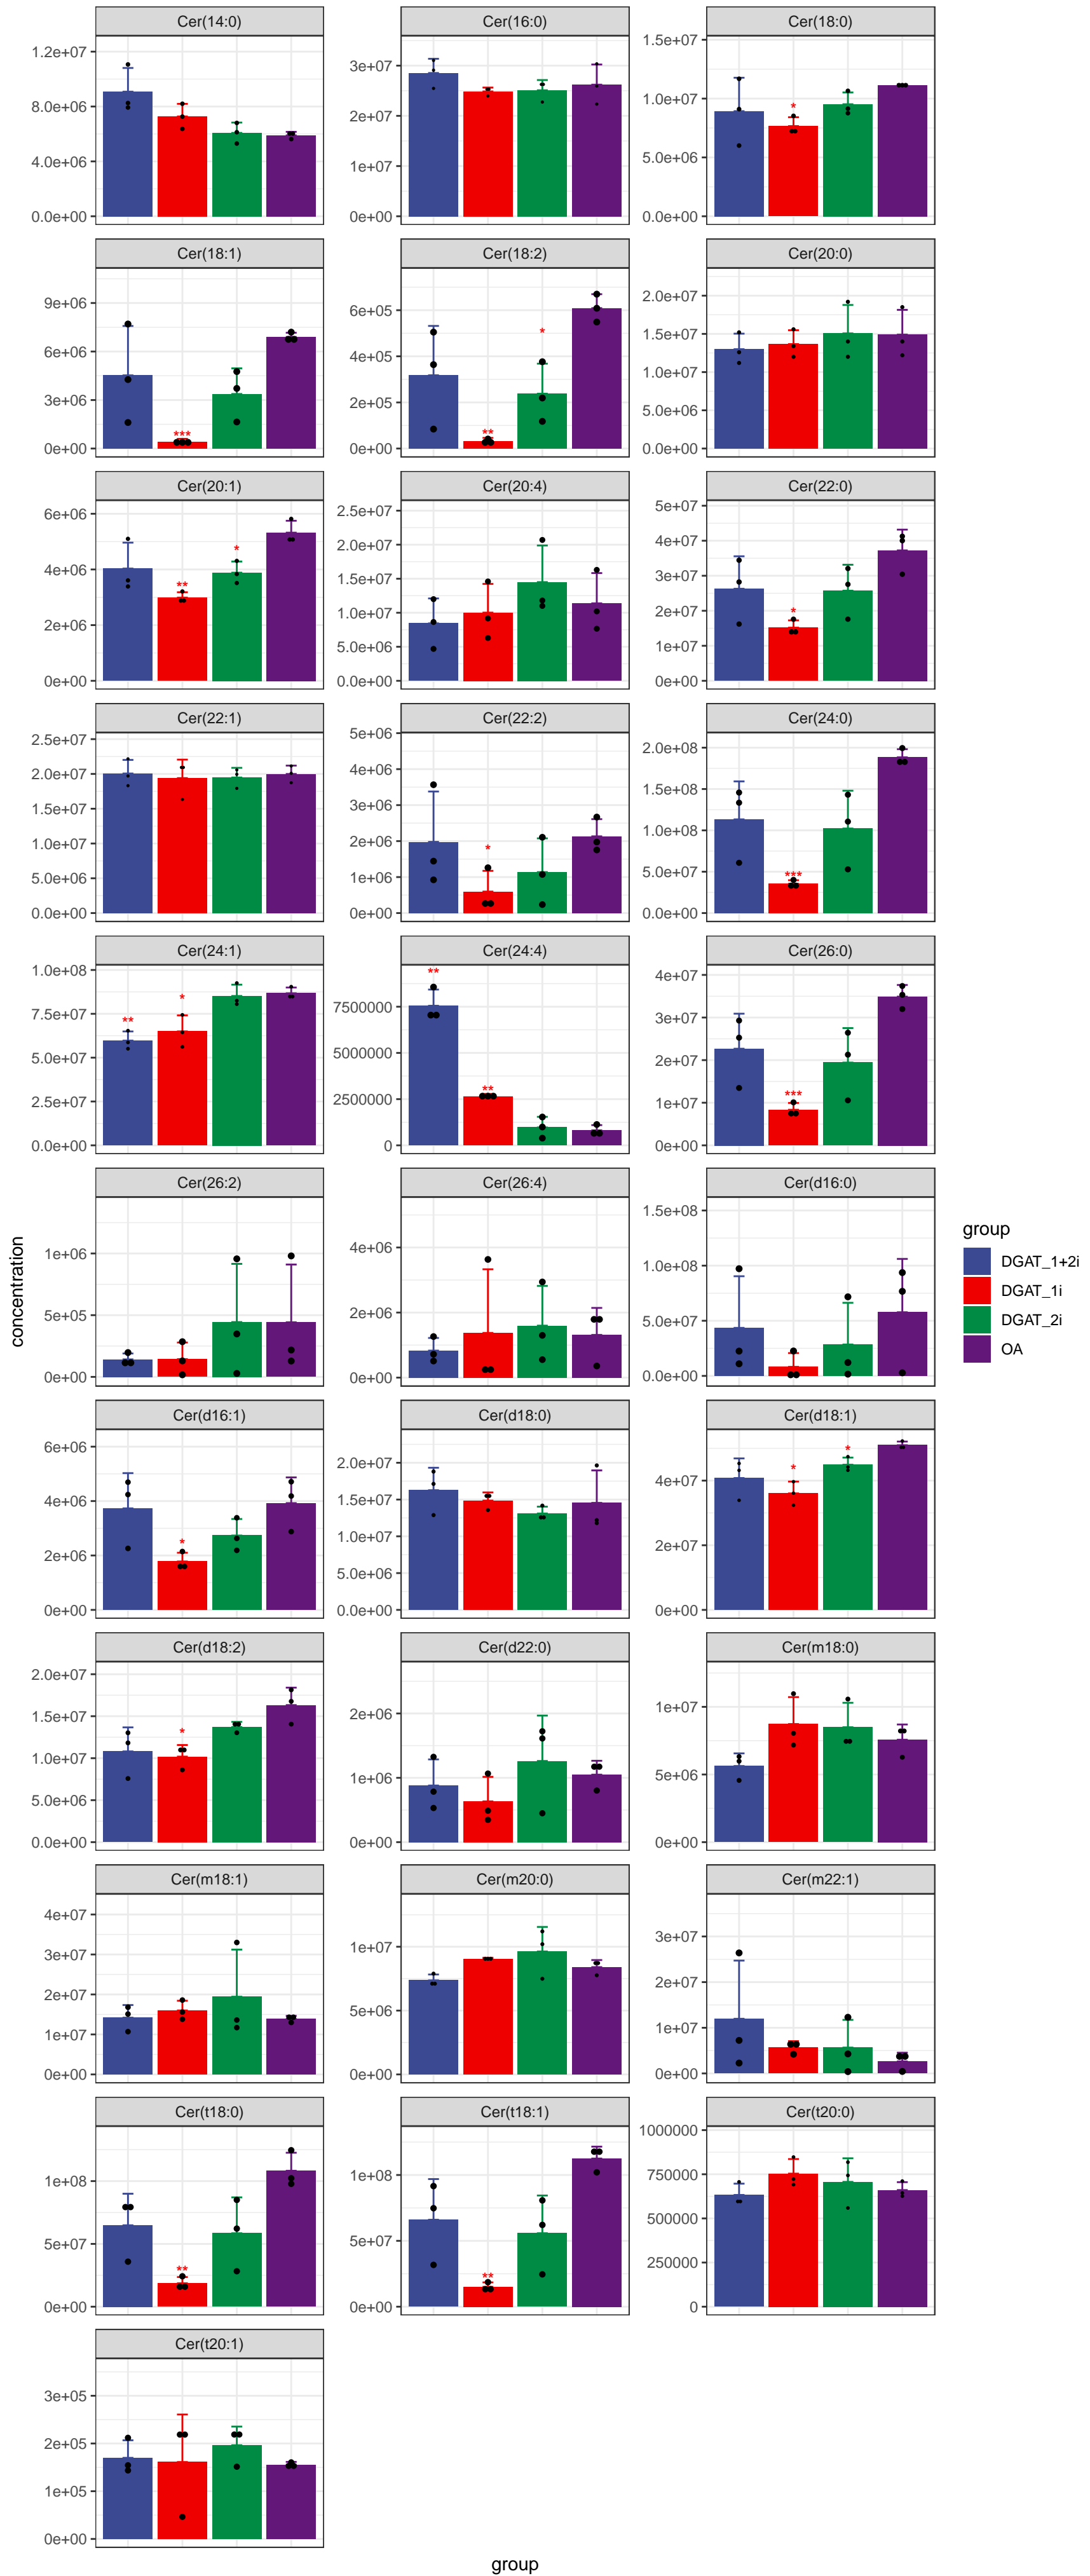 Cer(14:0) Cer(16:0) Cer(18:0)
1.2e+07
8.0e+06
4.0e+06
0.0e+00
3e+07
2e+07
1e+07
0e+00
1.5e+07
1.0e+07
5.0e+06
0.0e+00
*
Cer(18:1) Cer(18:2) Cer(20:0)
9e+06
6e+06
3e+06
0e+00
***
6e+05
4e+05
2e+05
0e+00
**
*
2.0e+07
1.5e+07
1.0e+07
5.0e+06
0.0e+00
Cer(20:1) Cer(20:4) Cer(22:0)
6e+06
4e+06
2e+06
0e+00
**
*
2.5e+07
2.0e+07
1.5e+07
1.0e+07
5.0e+06
0.0e+00
5e+07
4e+07
3e+07
2e+07
1e+07
0e+00
*
Cer(22:1) Cer(22:2) Cer(24:0)
2.5e+07
2.0e+07
1.5e+07
1.0e+07
5.0e+06
0.0e+00
5e+06
4e+06
3e+06
2e+06
1e+06
0e+00
*
2.0e+08
1.5e+08
1.0e+08
5.0e+07
0.0e+00
***
Cer(24:1) Cer(24:4) Cer(26:0)
1.0e+08
7.5e+07
5.0e+07
2.5e+07
0.0e+00
**
*
7500000
5000000
2500000
0
**
**
4e+07
3e+07
2e+07
1e+07
0e+00
***
Cer(26:2) Cer(26:4) Cer(d16:0)
1e+06
5e+05
0e+00
4e+06
2e+06
0e+00
1.5e+08
1.0e+08
5.0e+07
0.0e+00
concentration
group
DGAT_1+2i
DGAT_1i
DGAT_2i
OA
Cer(d16:1) Cer(d18:0) Cer(d18:1)
6e+06
4e+06
2e+06
0e+00
*
2.0e+07
1.5e+07
1.0e+07
5.0e+06
0.0e+00
4e+07
2e+07
0e+00
*
*
Cer(d18:2) Cer(d22:0) Cer(m18:0)
2.0e+07
1.5e+07
1.0e+07
5.0e+06
0.0e+00
*
2e+06
1e+06
0e+00
1e+07
5e+06
0e+00
Cer(m18:1) Cer(m20:0) Cer(m22:1)
4e+07
3e+07
2e+07
1e+07
0e+00
1e+07
5e+06
0e+00
3e+07
2e+07
1e+07
0e+00
Cer(t18:0) Cer(t18:1) Cer(t20:0)
1e+08
5e+07
0e+00
**
1e+08
5e+07
0e+00
**
1000000
750000
500000
250000
0
Cer(t20:1)
3e+05
2e+05
1e+05
0e+00
group